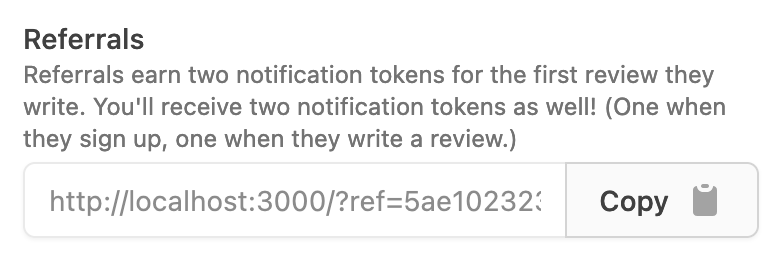 Referrals
Referrals earn two notification tokens for the first review they
write. You'll receive two notification tokens as well! (One when
they sign up, one when they write a review.)
http://localhost:3000/?ref=5ae102323
Copy